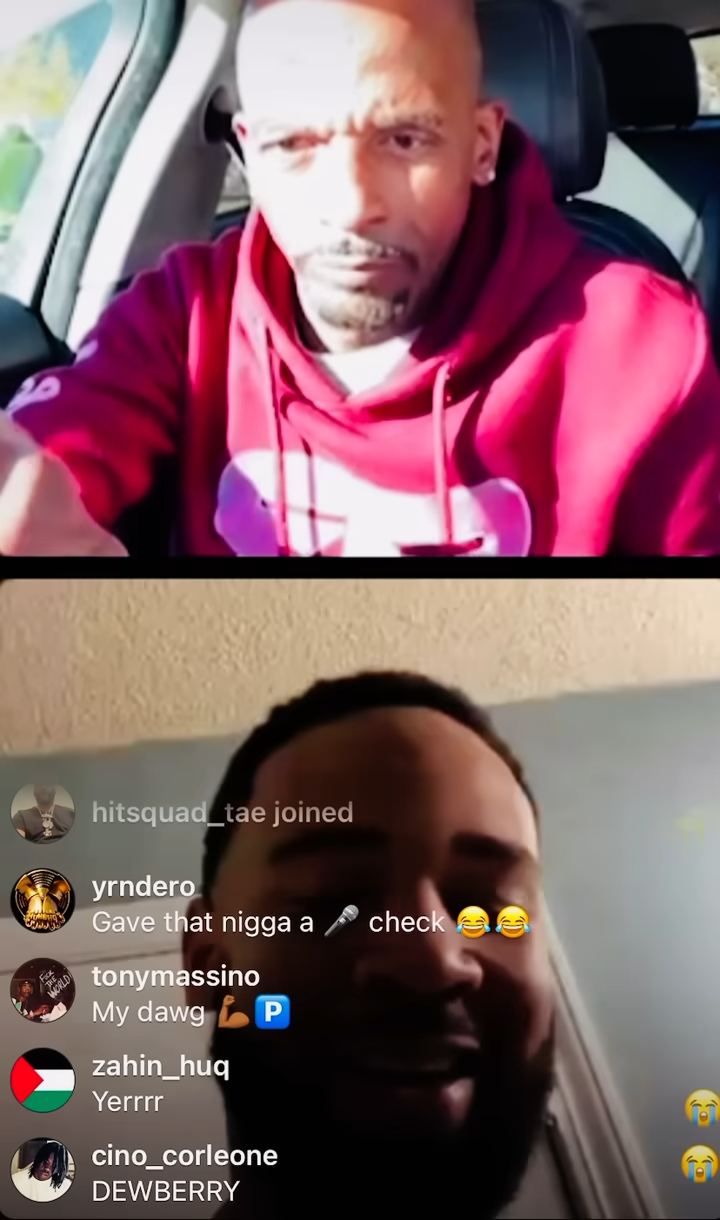 hitsquad_tae joined
yrndero
Gave that nigga a 🎤 check 😂😂
tonymassino
My dawg 💪🏾🅿️
zahin_huq
Yerrrr
cino_corleone
DEWBERRY